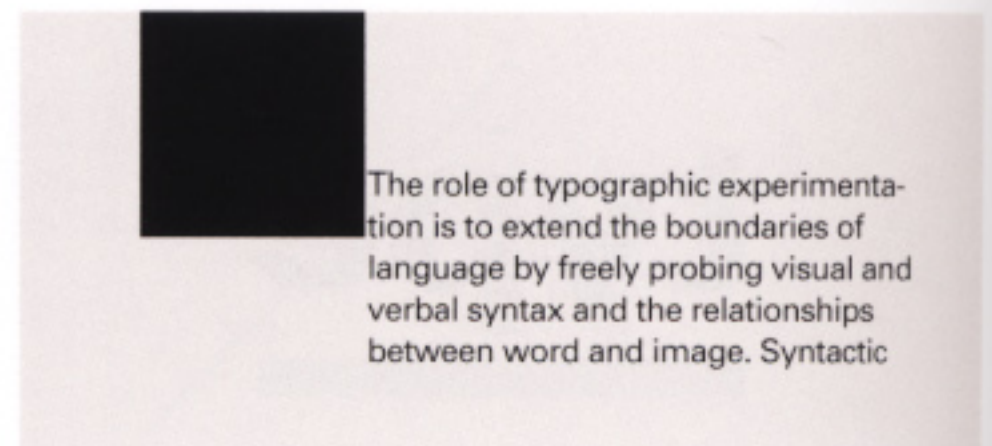 The role of typographic experimenta-
tion is to extend the boundaries of
language by freely probing visual and
verbal syntax and the relationships
between word and image. Syntactic